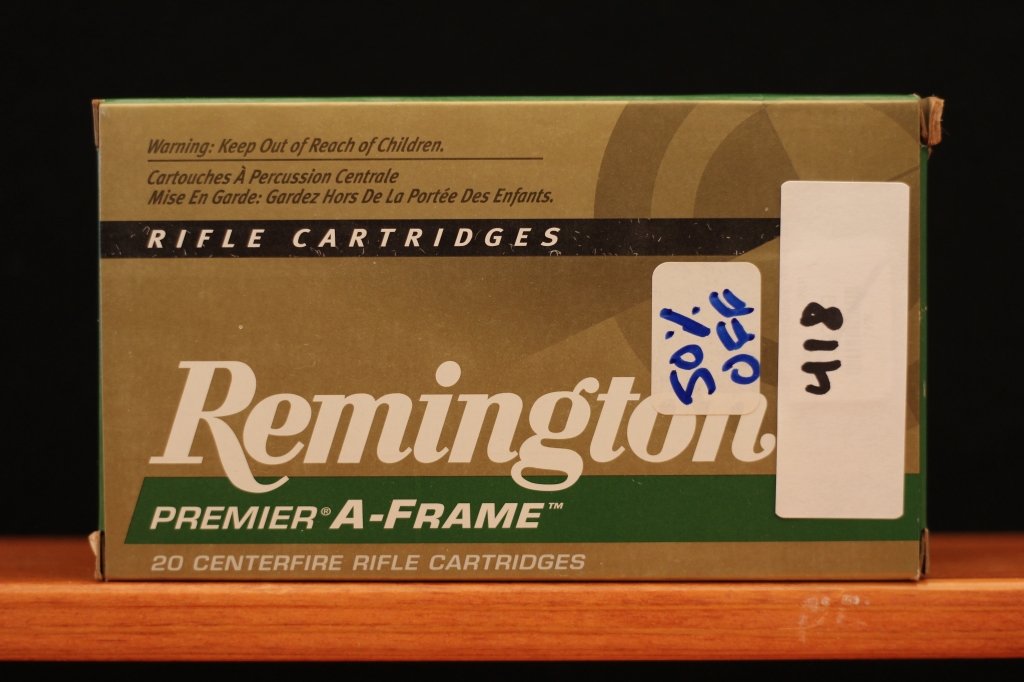 Warning: Keep Out of Reach of Children.
Cartouches À Percussion Centrale
Mise En Garde: Gardez Hors De La Portée Des Enfants.
RIFLE CARTRIDGES
Remington
PREMIER® A-FRAME™
20 CENTERFIRE RIFLE CARTRIDGES
50%
OFF
418